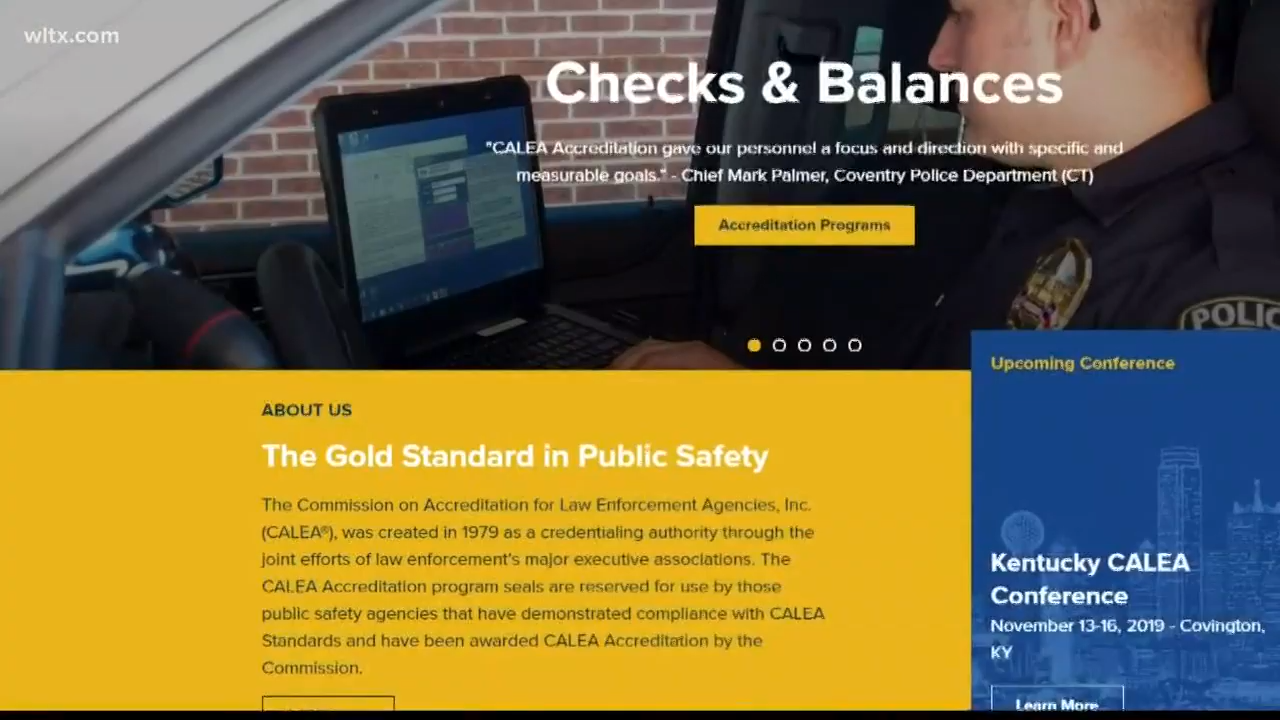 wltx.com
Checks & Balances
"CALEA Accreditation gave our personnel a focus and direction with specific and
measurable goals." - Chief Mark Palmer, Coventry Police Department (CT)
Accreditation Programs
Upcoming Conference
ABOUT US
The Gold Standard in Public Safety
The Commission on Accreditation for Law Enforcement Agencies, Inc.
(CALEA®), was created in 1979 as a credentialing authority through the
joint efforts of law enforcement's major executive associations. The
CALEA Accreditation program seals are reserved for use by those
public safety agencies that have demonstrated compliance with CALEA
Standards and have been awarded CALEA Accreditation by the
Commission.
Kentucky CALEA
Conference
November 13-16, 2019 - Covington,
KY
Learn More